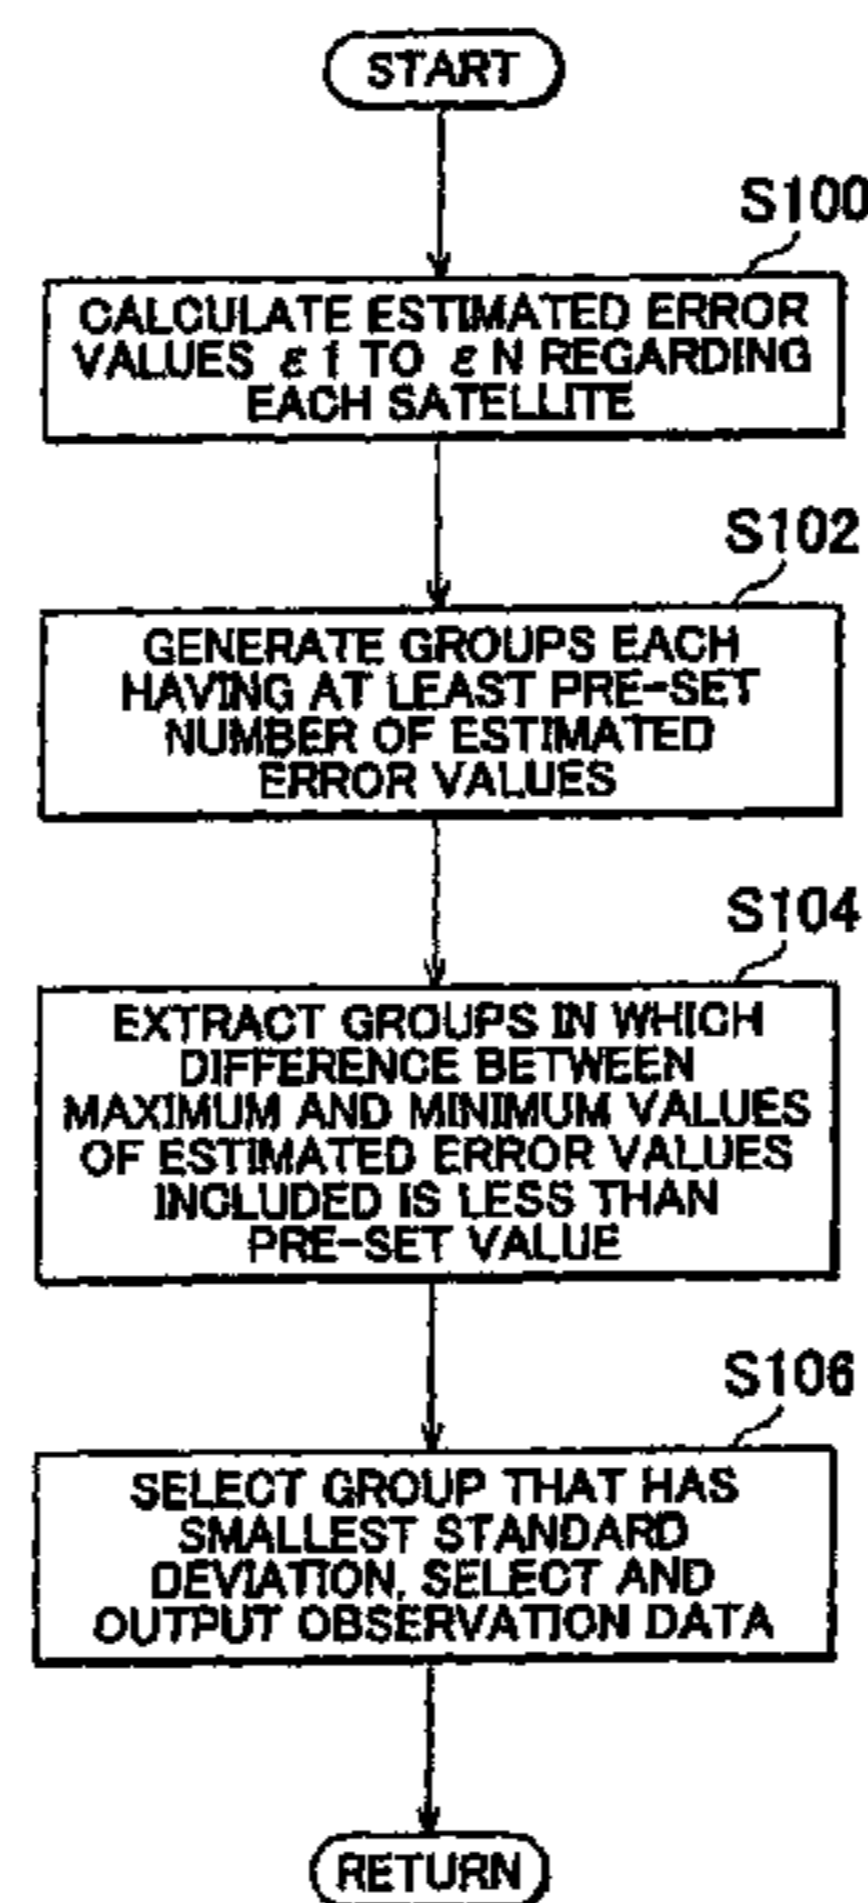 START
S100
CALCULATE ESTIMATED ERROR
VALUES ε1 TO εN REGARDING
EACH SATELLITE
S102
GENERATE GROUPS EACH
HAVING AT LEAST PRE-SET
NUMBER OF ESTIMATED
ERROR VALUES
S104
EXTRACT GROUPS IN WHICH
DIFFERENCE BETWEEN
MAXIMUM AND MINIMUM VALUES
OF ESTIMATED ERROR VALUES
INCLUDED IS LESS THAN
PRE-SET VALUE
S106
SELECT GROUP THAT HAS
SMALLEST STANDARD
DEVIATION, SELECT AND
OUTPUT OBSERVATION DATA
RETURN